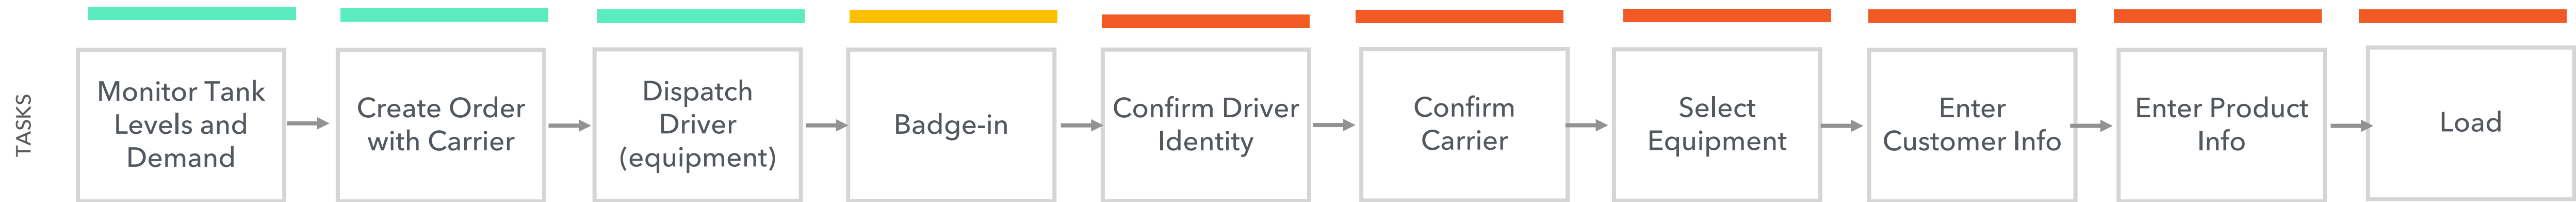 TASKS
Monitor Tank
Levels and
Demand
Create Order
with Carrier
Dispatch
Driver
(equipment)
Badge-in
Confirm Driver
Identity
Confirm
Carrier
Select
Equipment
Enter
Customer Info
Enter Product
Info
Load